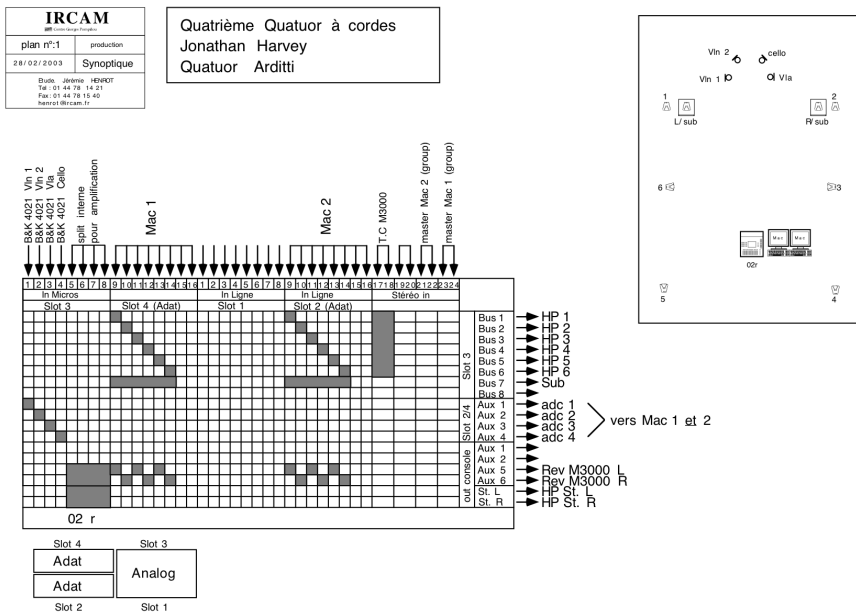 IRCAM
Centre Georges Pompidou
plan n°:1 production
28/02/2003 Synoptique
Etude. Jérémie HENROT
Tel : 01 44 78 14 21
Fax : 01 44 78 15 40
henrot@ircam.fr
Quatrième Quatuor à cordes
Jonathan Harvey
Quatuor Arditti
Vln 2 cello
Vln 1 Vla
1 2
L/ sub R/ sub
6 3
Mac Mac
02r
5 4
B&K 4021 Vln 1
B&K 4021 Vln 2
B&K 4021 Vla
B&K 4021 Cello
split interne
pour amplification
Mac 1
Mac 2
T.C M3000
master Mac 2 (group)
master Mac 1 (group)
1 2 3 4 5 6 7 8 9 10 11 12 13 14 15 16 1 2 3 4 5 6 7 8 9 10 11 12 13 14 15 16 17 18 19 20 21 22 23 24
In Micros In Ligne In Ligne Stéréo in
Slot 3 Slot 4 (Adat) Slot 1 Slot 2 (Adat)
Slot 3
Bus 1 HP 1
Bus 2 HP 2
Bus 3 HP 3
Bus 4 HP 4
Bus 5 HP 5
Bus 6 HP 6
Bus 7 Sub
Bus 8
Slot 2/4
Aux 1 adc 1
Aux 2 adc 2
Aux 3 adc 3
Aux 4 adc 4
vers Mac 1 et 2
out console
Aux 1
Aux 2
Aux 5 Rev M3000 L
Aux 6 Rev M3000 R
St. L HP St. L
St. R HP St. R
02 r
Slot 4 Slot 3
Adat
Analog
Adat
Slot 2 Slot 1